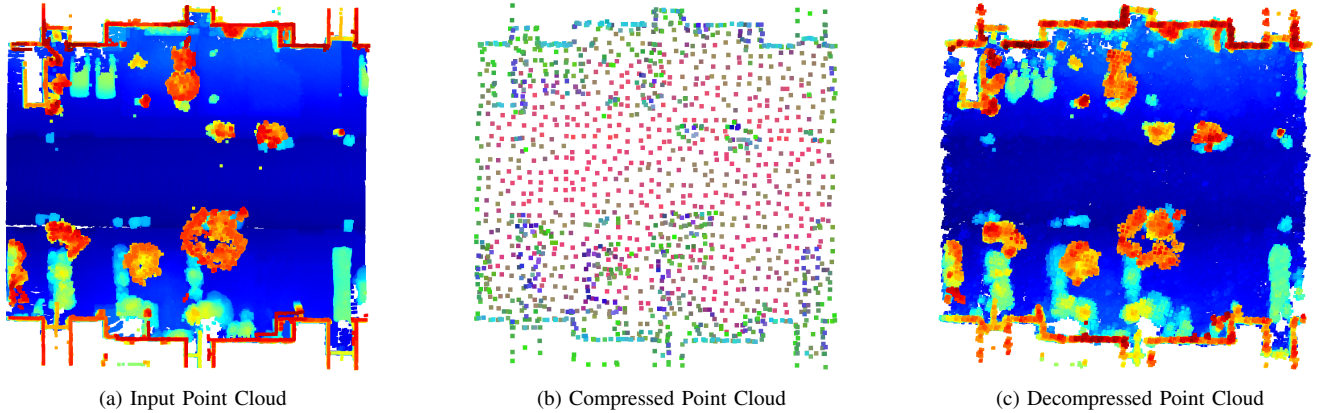 (a) Input Point Cloud
(b) Compressed Point Cloud
(c) Decompressed Point Cloud